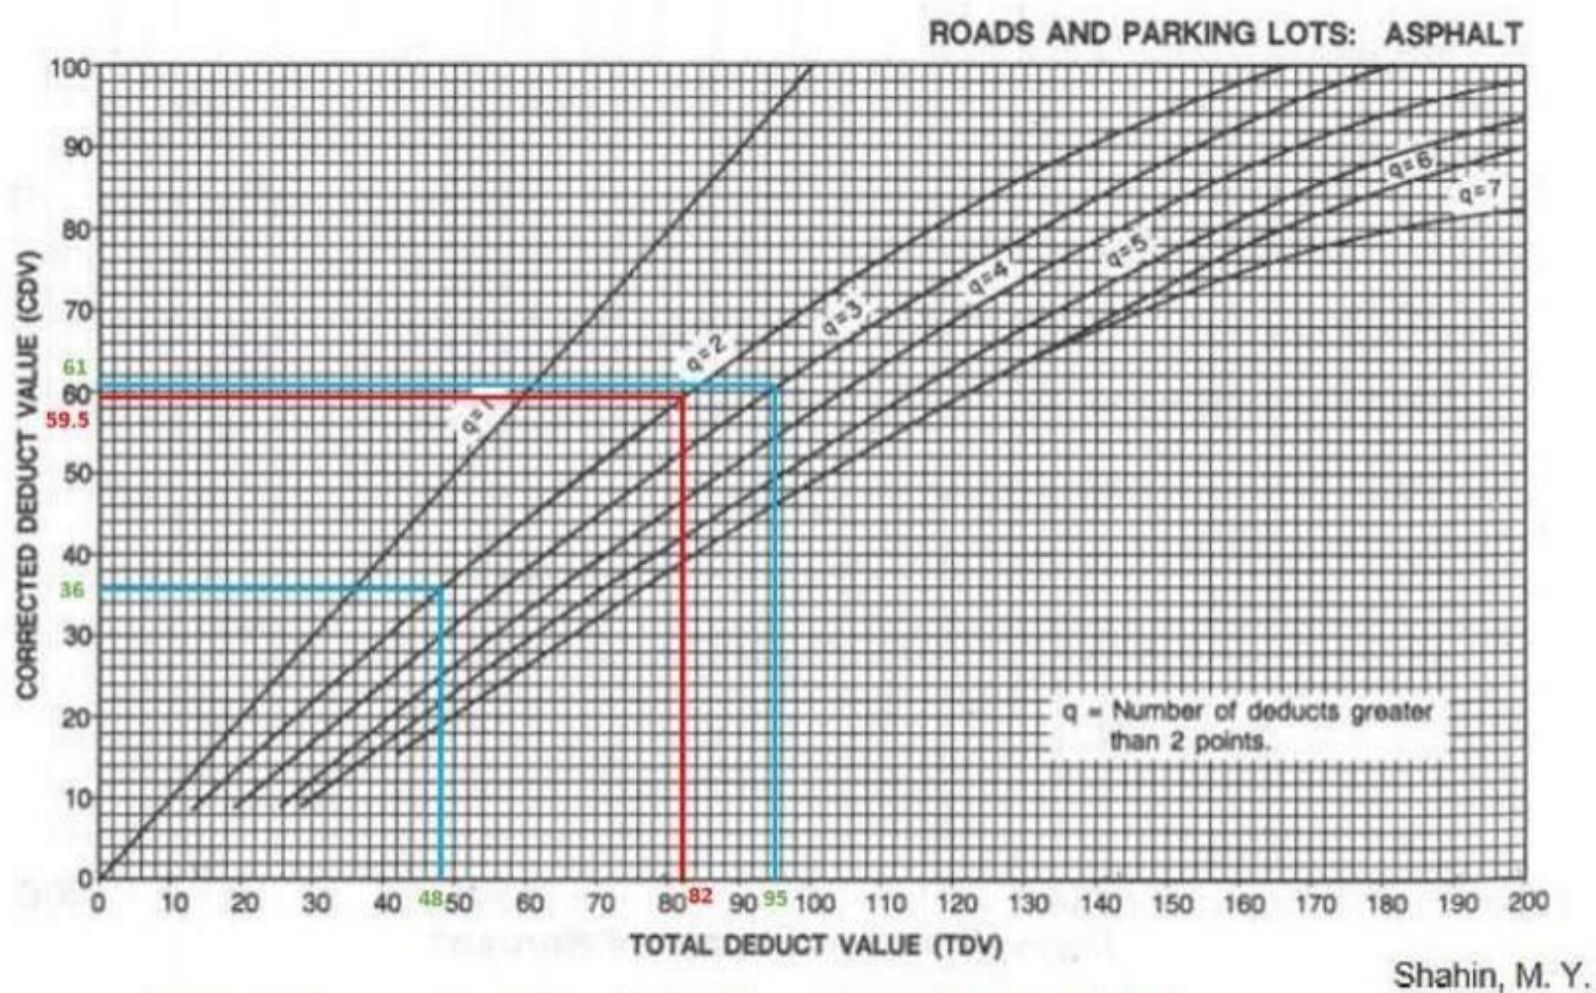 ROADS AND PARKING LOTS: ASPHALT
CORRECTED DEDUCT VALUE (CDV)
100
90
80
70
61
60
59.5
50
40
36
30
20
10
0
q=1
q=2
q=3
q=4
q=5
q=6
q=7
q = Number of deducts greater
than 2 points.
0 10 20 30 40 48 50 60 70 80 82 90 95 100 110 120 130 140 150 160 170 180 190 200
TOTAL DEDUCT VALUE (TDV)
Shahin, M. Y.